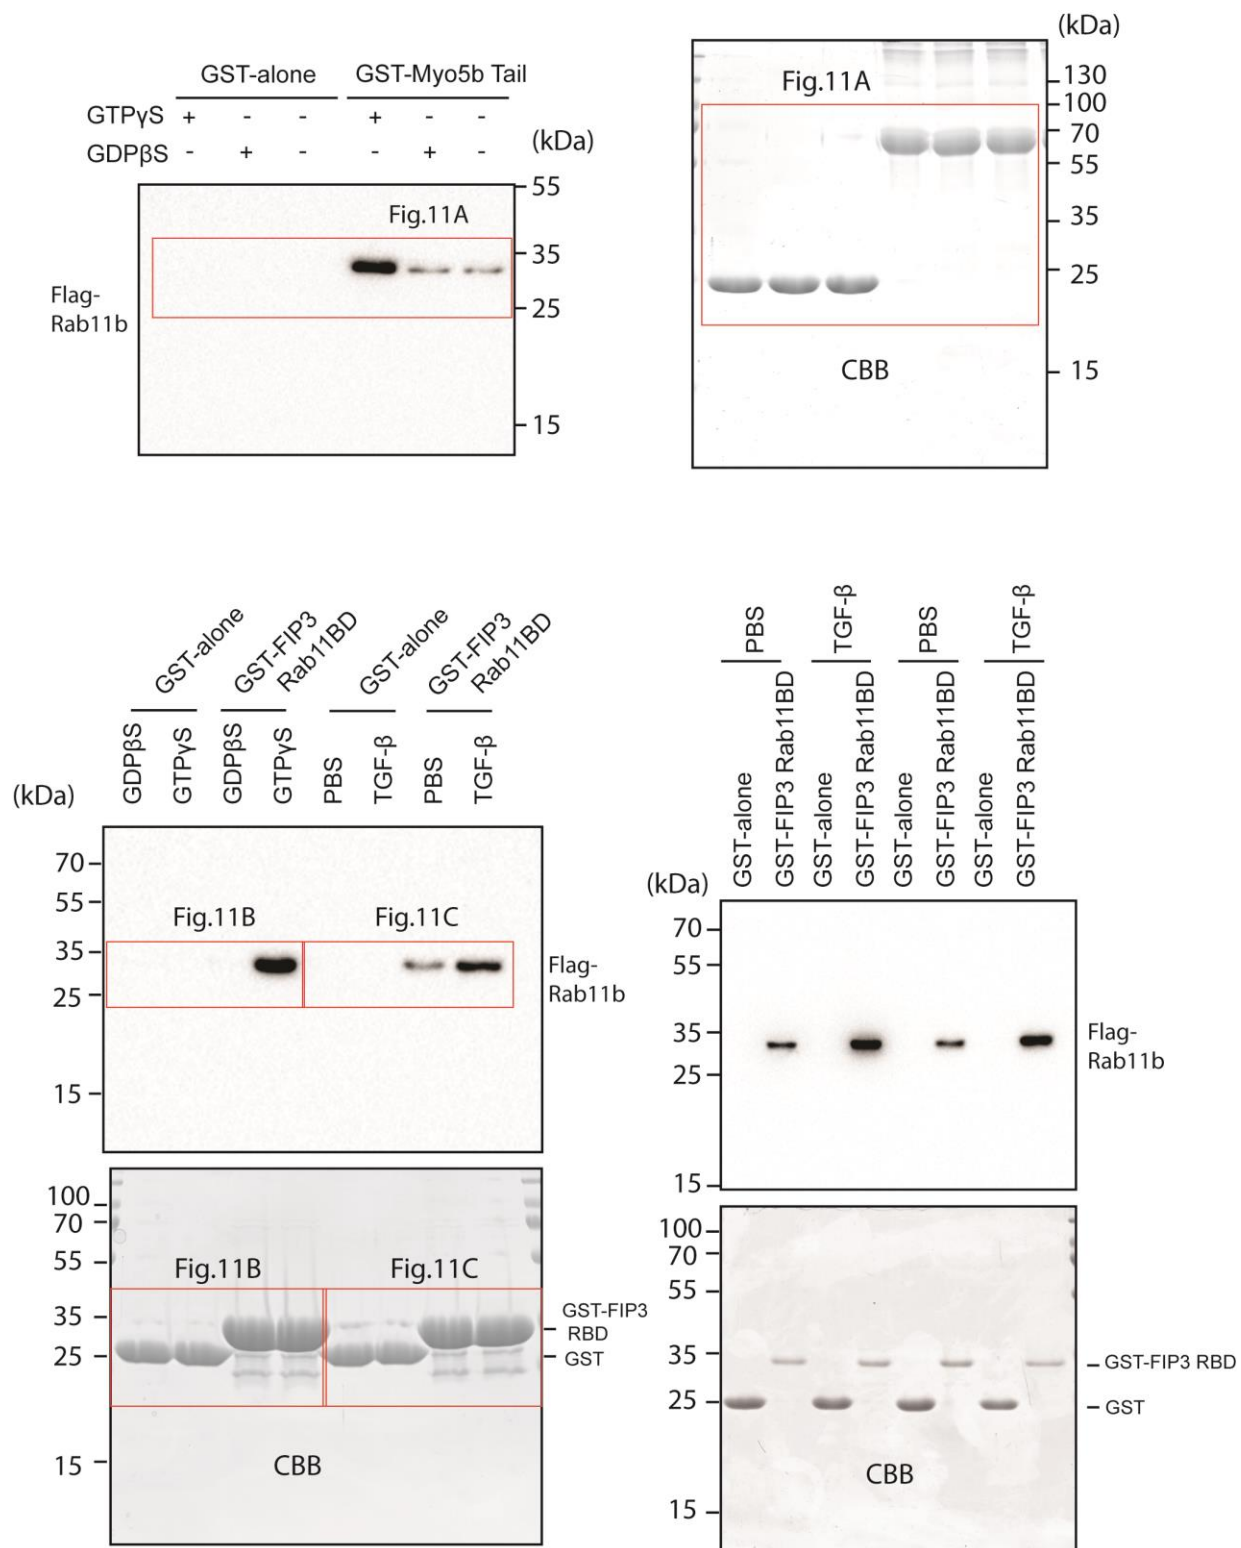 GST-alone GST-Myo5b Tail
GTPγS + - - + - -
GDPβS - + - - + -
(kDa)
55
Fig.11A
35
Flag-
Rab11b
25
15
(kDa)
Fig.11A
130
100
70
55
35
25
CBB
15
GST-alone
GST-FIP3
Rab11BD
GST-alone
GST-FIP3
Rab11BD
GDPβS
GTPγS
GDPβS
GTPγS
PBS
TGF-β
PBS
TGF-β
(kDa)
70
55
Fig.11B Fig.11C
35
Flag-
Rab11b
25
15
100
70
55
Fig.11B Fig.11C
35
GST-FIP3
RBD
25
GST
15
CBB
PBS
TGF-β
PBS
TGF-β
GST-alone
GST-FIP3 Rab11BD
GST-alone
GST-FIP3 Rab11BD
GST-alone
GST-FIP3 Rab11BD
GST-alone
GST-FIP3 Rab11BD
(kDa)
70
55
35
Flag-
Rab11b
25
15
100
70
55
35
GST-FIP3 RBD
25
GST
CBB
15